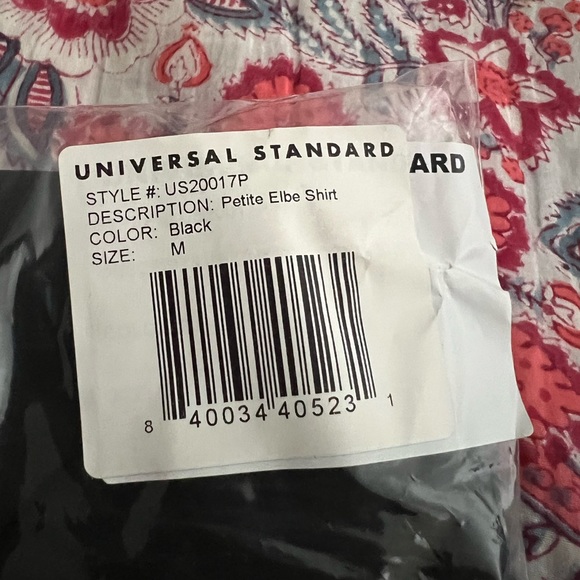 UNIVERSAL STANDARD
ARD
STYLE #: US20017P
DESCRIPTION: Petite Elbe Shirt
COLOR: Black
SIZE: M
8 40034 40523 1